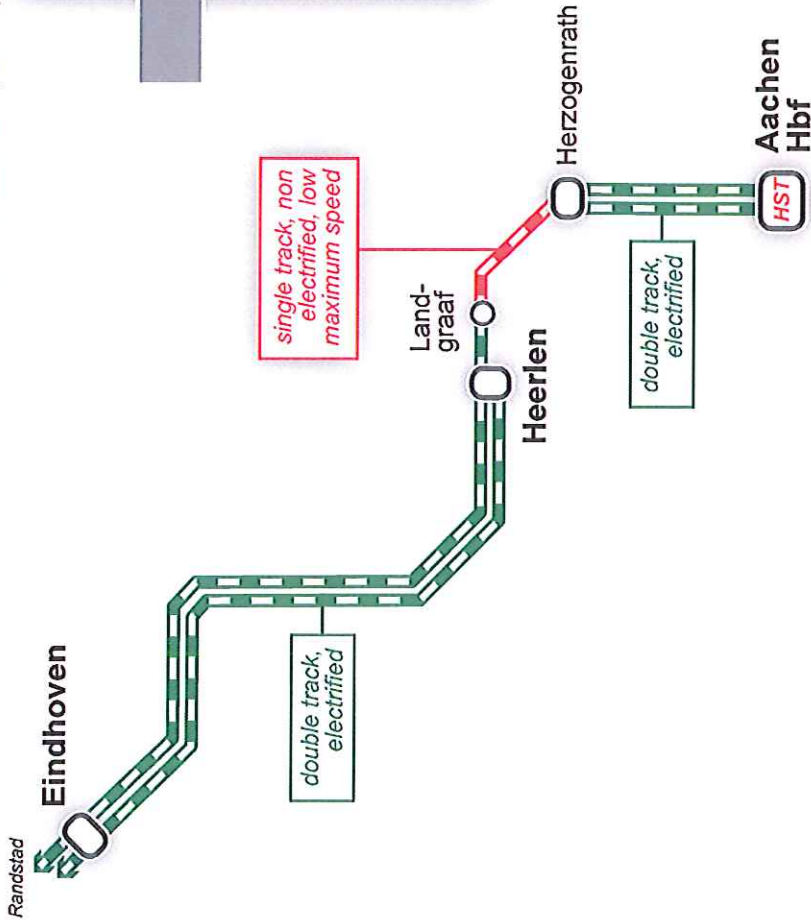 Randstad
Eindhoven
double track,
electrified
Heerlen
Land-
graaf
single track, non
electrified, low
maximum speed
Herzogenrath
double track,
electrified
HST
Aachen
Hbf